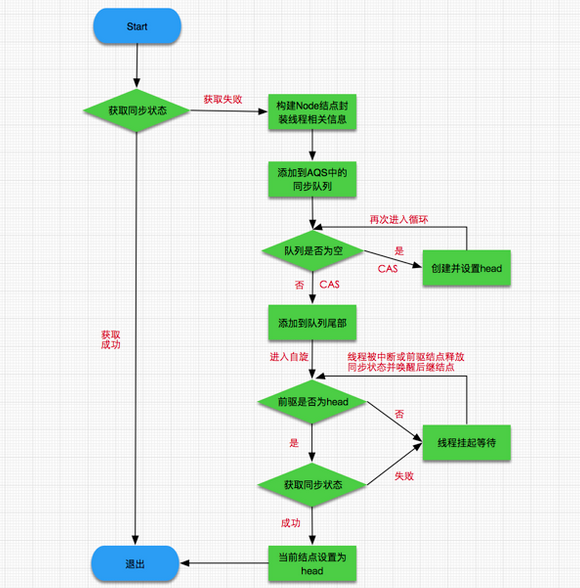 Start
获取同步状态
获取失败
构建Node结点封
装线程相关信息
添加到AQS中的
同步队列
再次进入循环
队列是否为空
是
CAS
创建并设置head
否
CAS
添加到队列尾部
获取
成功
进入自旋
线程被中断或前驱结点释放
同步状态并唤醒后继结点
前驱是否为head
否
线程挂起等待
是
获取同步状态
失败
成功
当前结点设置为
head
退出